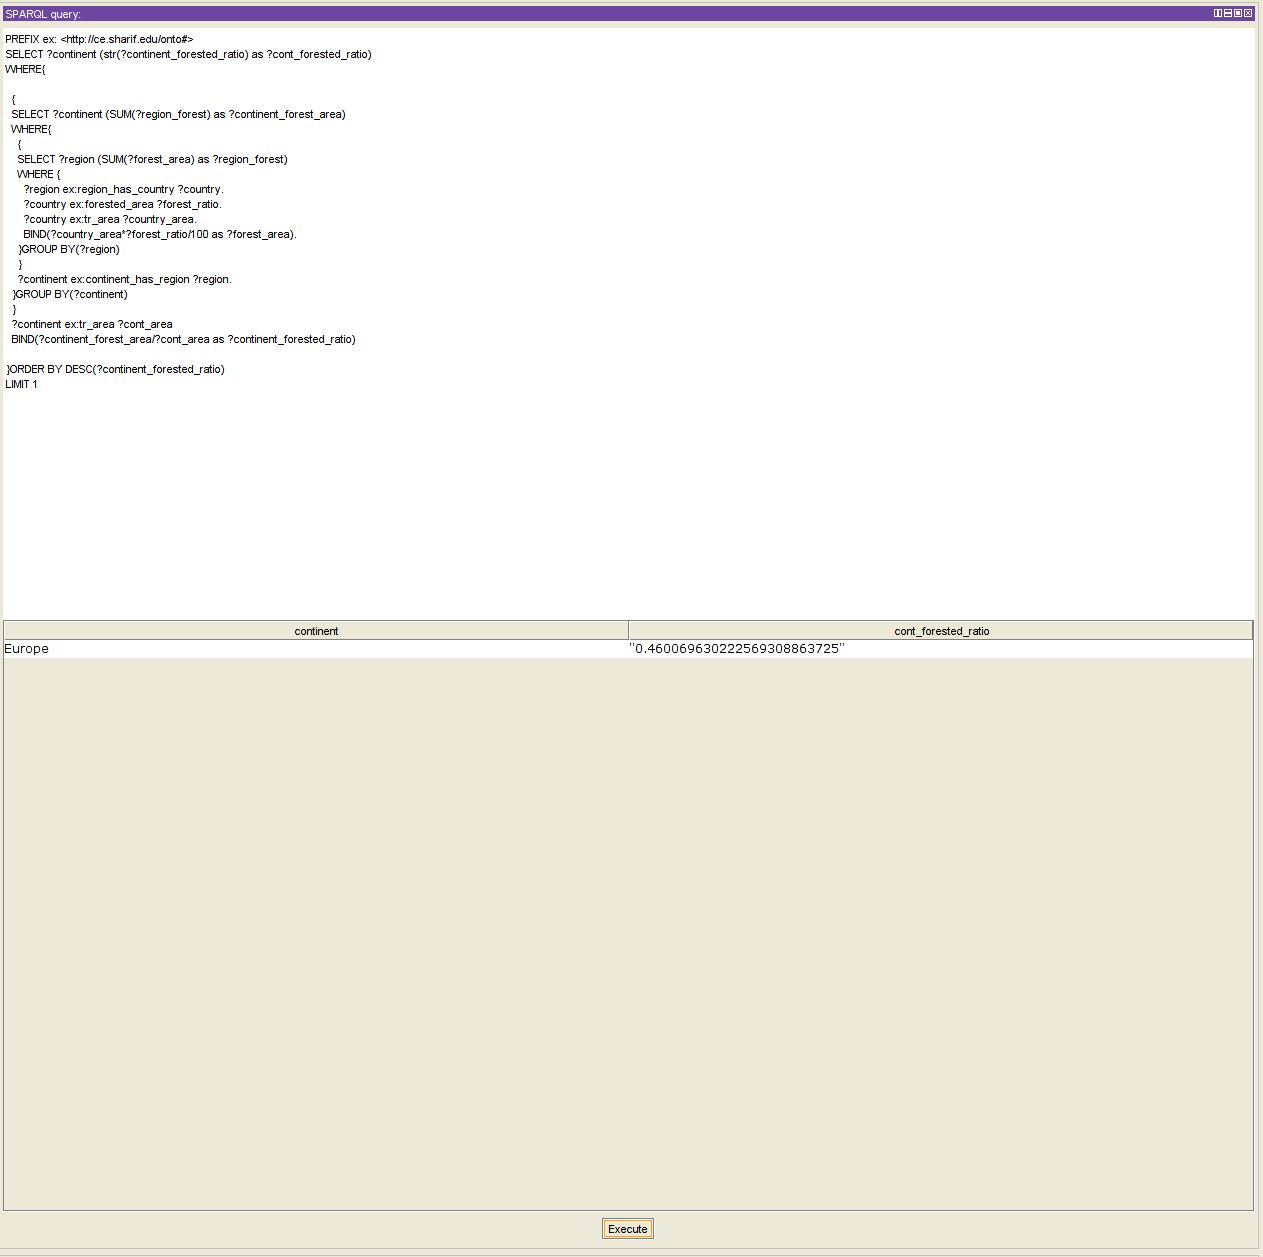 SPARQL query:
PREFIX ex: <http://ce.sharif.edu/onto#>
SELECT ?continent (str(?continent_forested_ratio) as ?cont_forested_ratio)
WHERE{
{
SELECT ?continent (SUM(?region_forest) as ?continent_forest_area)
WHERE{
{
SELECT ?region (SUM(?forest_area) as ?region_forest)
WHERE {
?region ex:region_has_country ?country.
?country ex:forested_area ?forest_ratio.
?country ex:tr_area ?country_area.
BIND(?country_area*?forest_ratio/100 as ?forest_area).
}GROUP BY(?region)
}
?continent ex:continent_has_region ?region.
}GROUP BY(?continent)
}
?continent ex:tr_area ?cont_area
BIND(?continent_forest_area/?cont_area as ?continent_forested_ratio)
}ORDER BY DESC(?continent_forested_ratio)
LIMIT 1
continent cont_forested_ratio
Europe "0.460069630222569308863725"
Execute